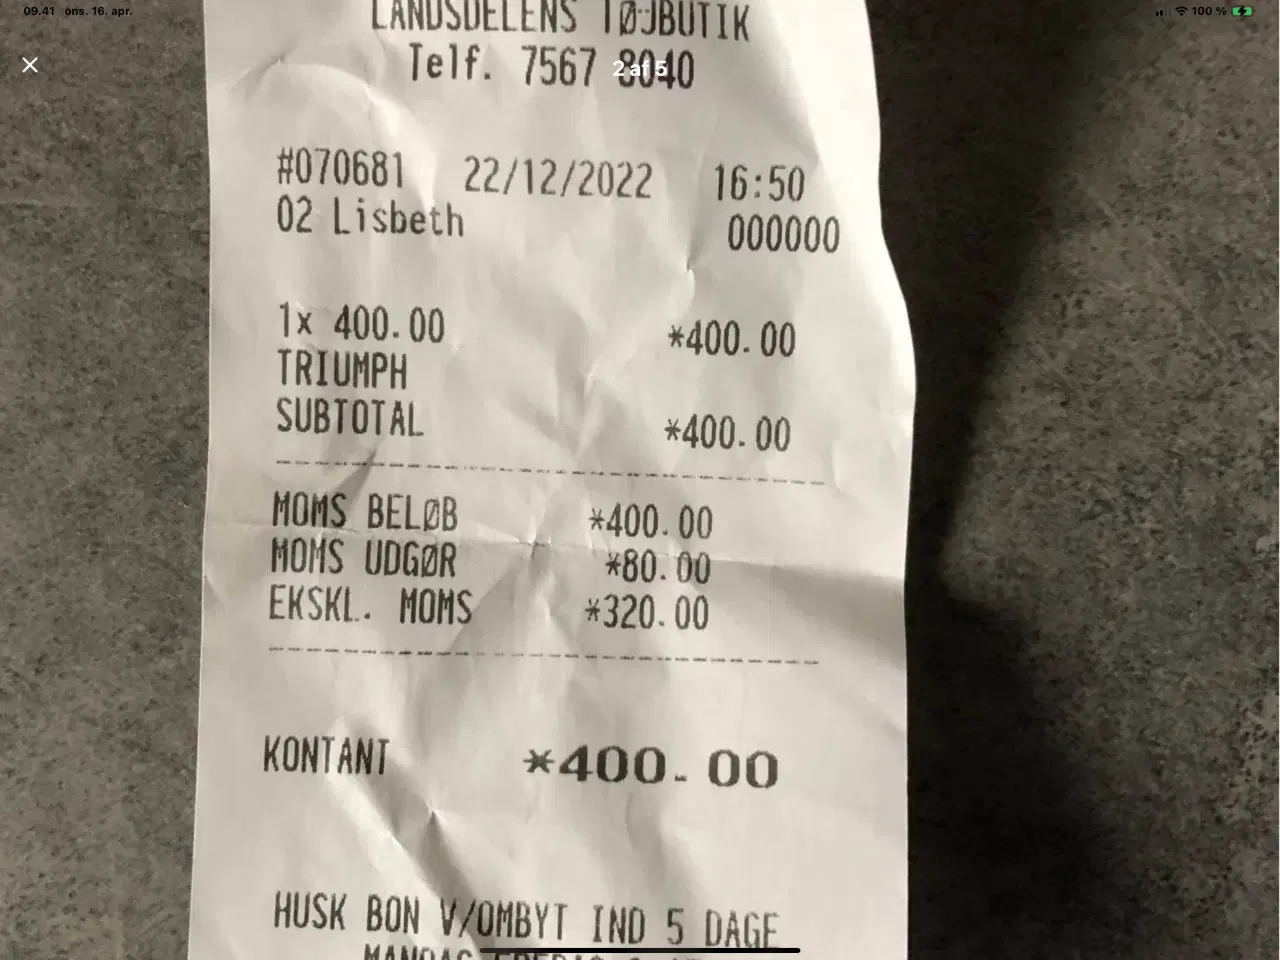 09.41 ons. 16. apr.
100 %
LANDSDELENS TØJBUTIK
Telf. 7567 8040
2 af 5
#070681 22/12/2022 16:50
02 Lisbeth 000000
1x 400.00 *400.00
TRIUMPH
SUBTOTAL *400.00
MOMS BELØB *400.00
MOMS UDGØR *80.00
EKSKL. MOMS *320.00
KONTANT *400.00
HUSK BON V/OMBYT IND 5 DAGE
MANDAG FREDAG